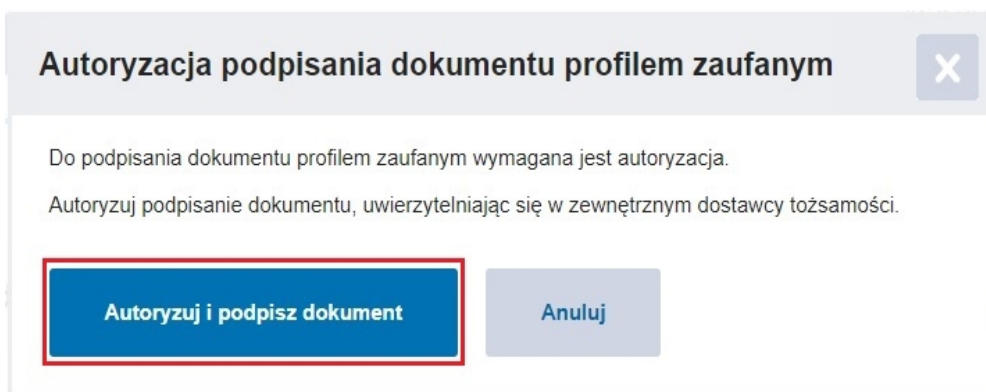 Autoryzacja podpisania dokumentu profilem zaufanym
X
Do podpisania dokumentu profilem zaufanym wymagana jest autoryzacja.
Autoryzuj podpisanie dokumentu, uwierzytelniając się w zewnętrznym dostawcy tożsamości.
Autoryzuj i podpisz dokument
Anuluj